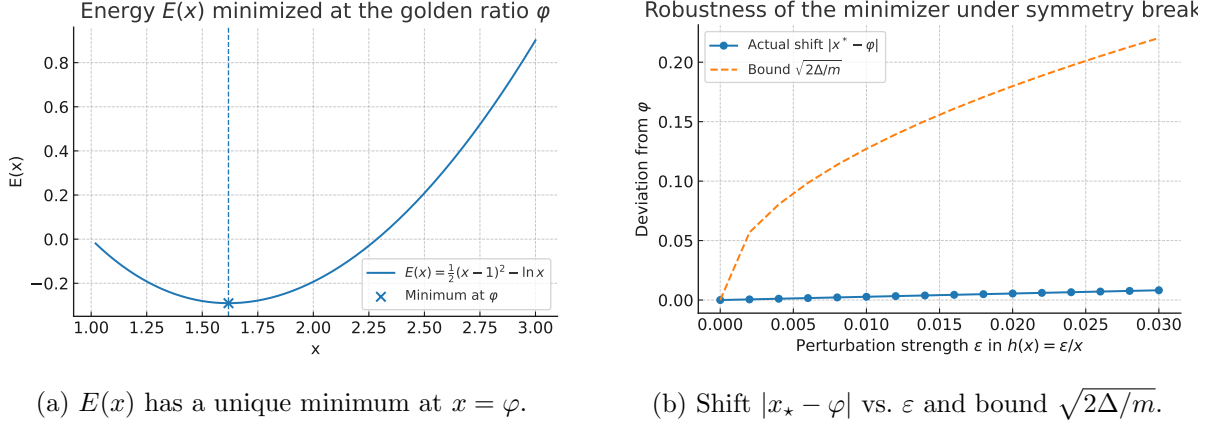 Energy E(x) minimized at the golden ratio φ
E(x)
0.8
0.6
0.4
0.2
0.0
−0.2
1.00
1.25
1.50
1.75
2.00
2.25
2.50
2.75
3.00
x
E(x) = ½(x − 1)² − ln x
Minimum at φ
(a) E(x) has a unique minimum at x = φ.
Robustness of the minimizer under symmetry break
Deviation from φ
0.20
0.15
0.10
0.05
0.00
0.000
0.005
0.010
0.015
0.020
0.025
0.030
Perturbation strength ε in h(x) = ε/x
Actual shift |x* − φ|
Bound √2Δ/m
(b) Shift |x⋆ − φ| vs. ε and bound √2Δ/m.